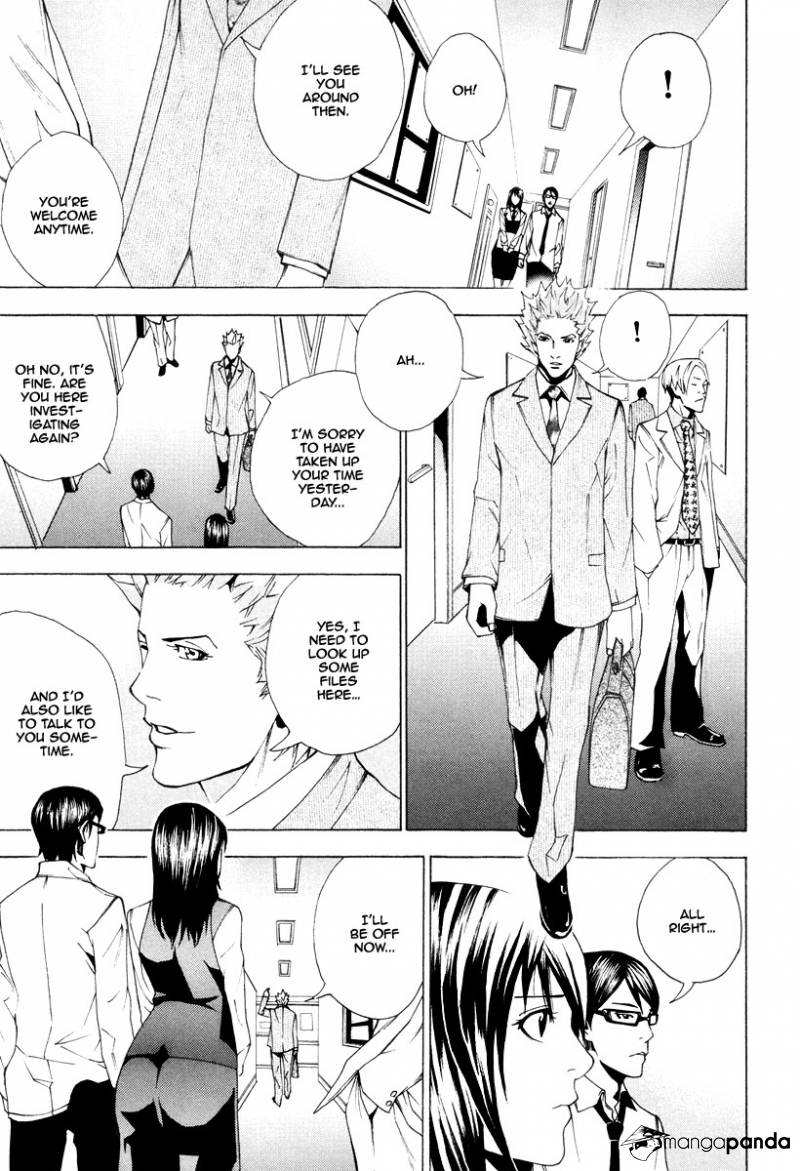 !
OH!
I'LL SEE
YOU
AROUND
THEN.
YOU'RE
WELCOME
ANYTIME.
!
AH...
I'M SORRY
TO HAVE
TAKEN UP
YOUR TIME
YESTER-
DAY...
OH NO, IT'S
FINE. ARE
YOU HERE
INVEST-
IGATING
AGAIN?
YES, I
NEED TO
LOOK UP
SOME
FILES
HERE...
AND I'D
ALSO LIKE
TO TALK TO
YOU SOME-
TIME.
ALL
RIGHT...
I'LL
BE OFF
NOW...
mangapanda